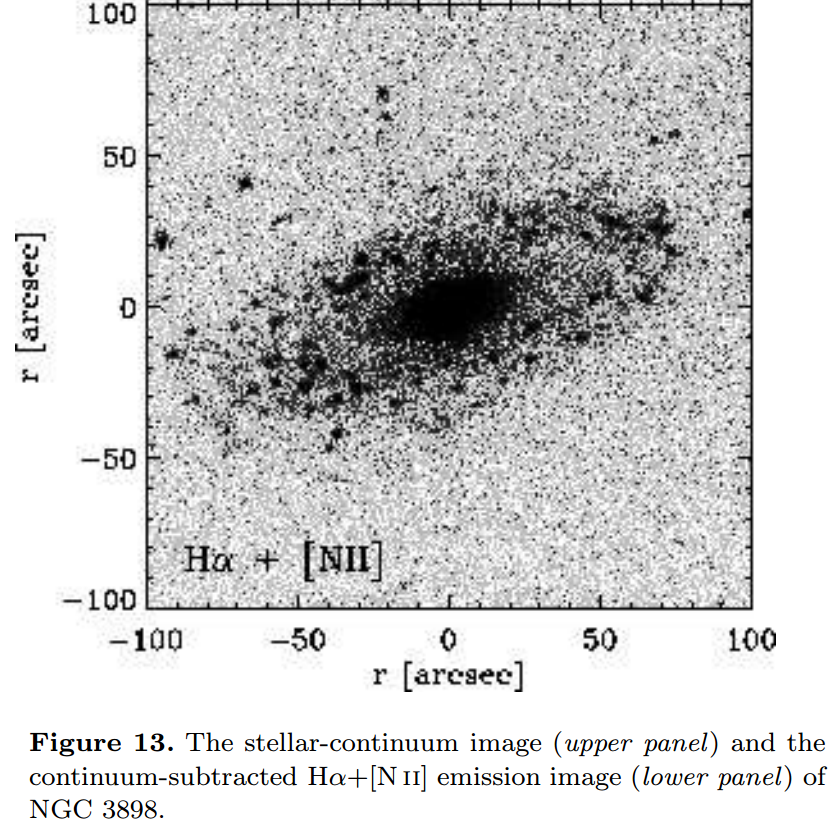 100
50
0
−50
−100
r [arcsec]
Hα + [NII]
−100 −50 0 50 100
r [arcsec]
Figure 13. The stellar-continuum image (upper panel) and the
continuum-subtracted Hα+[N II] emission image (lower panel) of
NGC 3898.